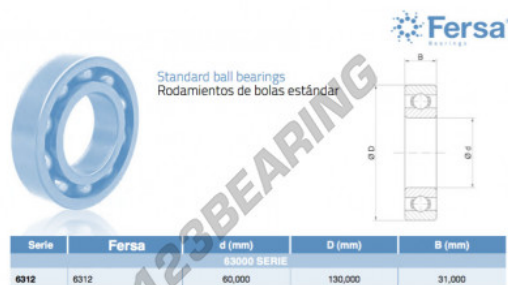 Fersa
Bearings
Standard ball bearings
Rodamientos de bolas estándar
B
Ø D
Ø d
123BEARING
Serie Fersa d (mm) D (mm) B (mm)
63000 SERIE
6312 6312 60,000 130,000 31,000